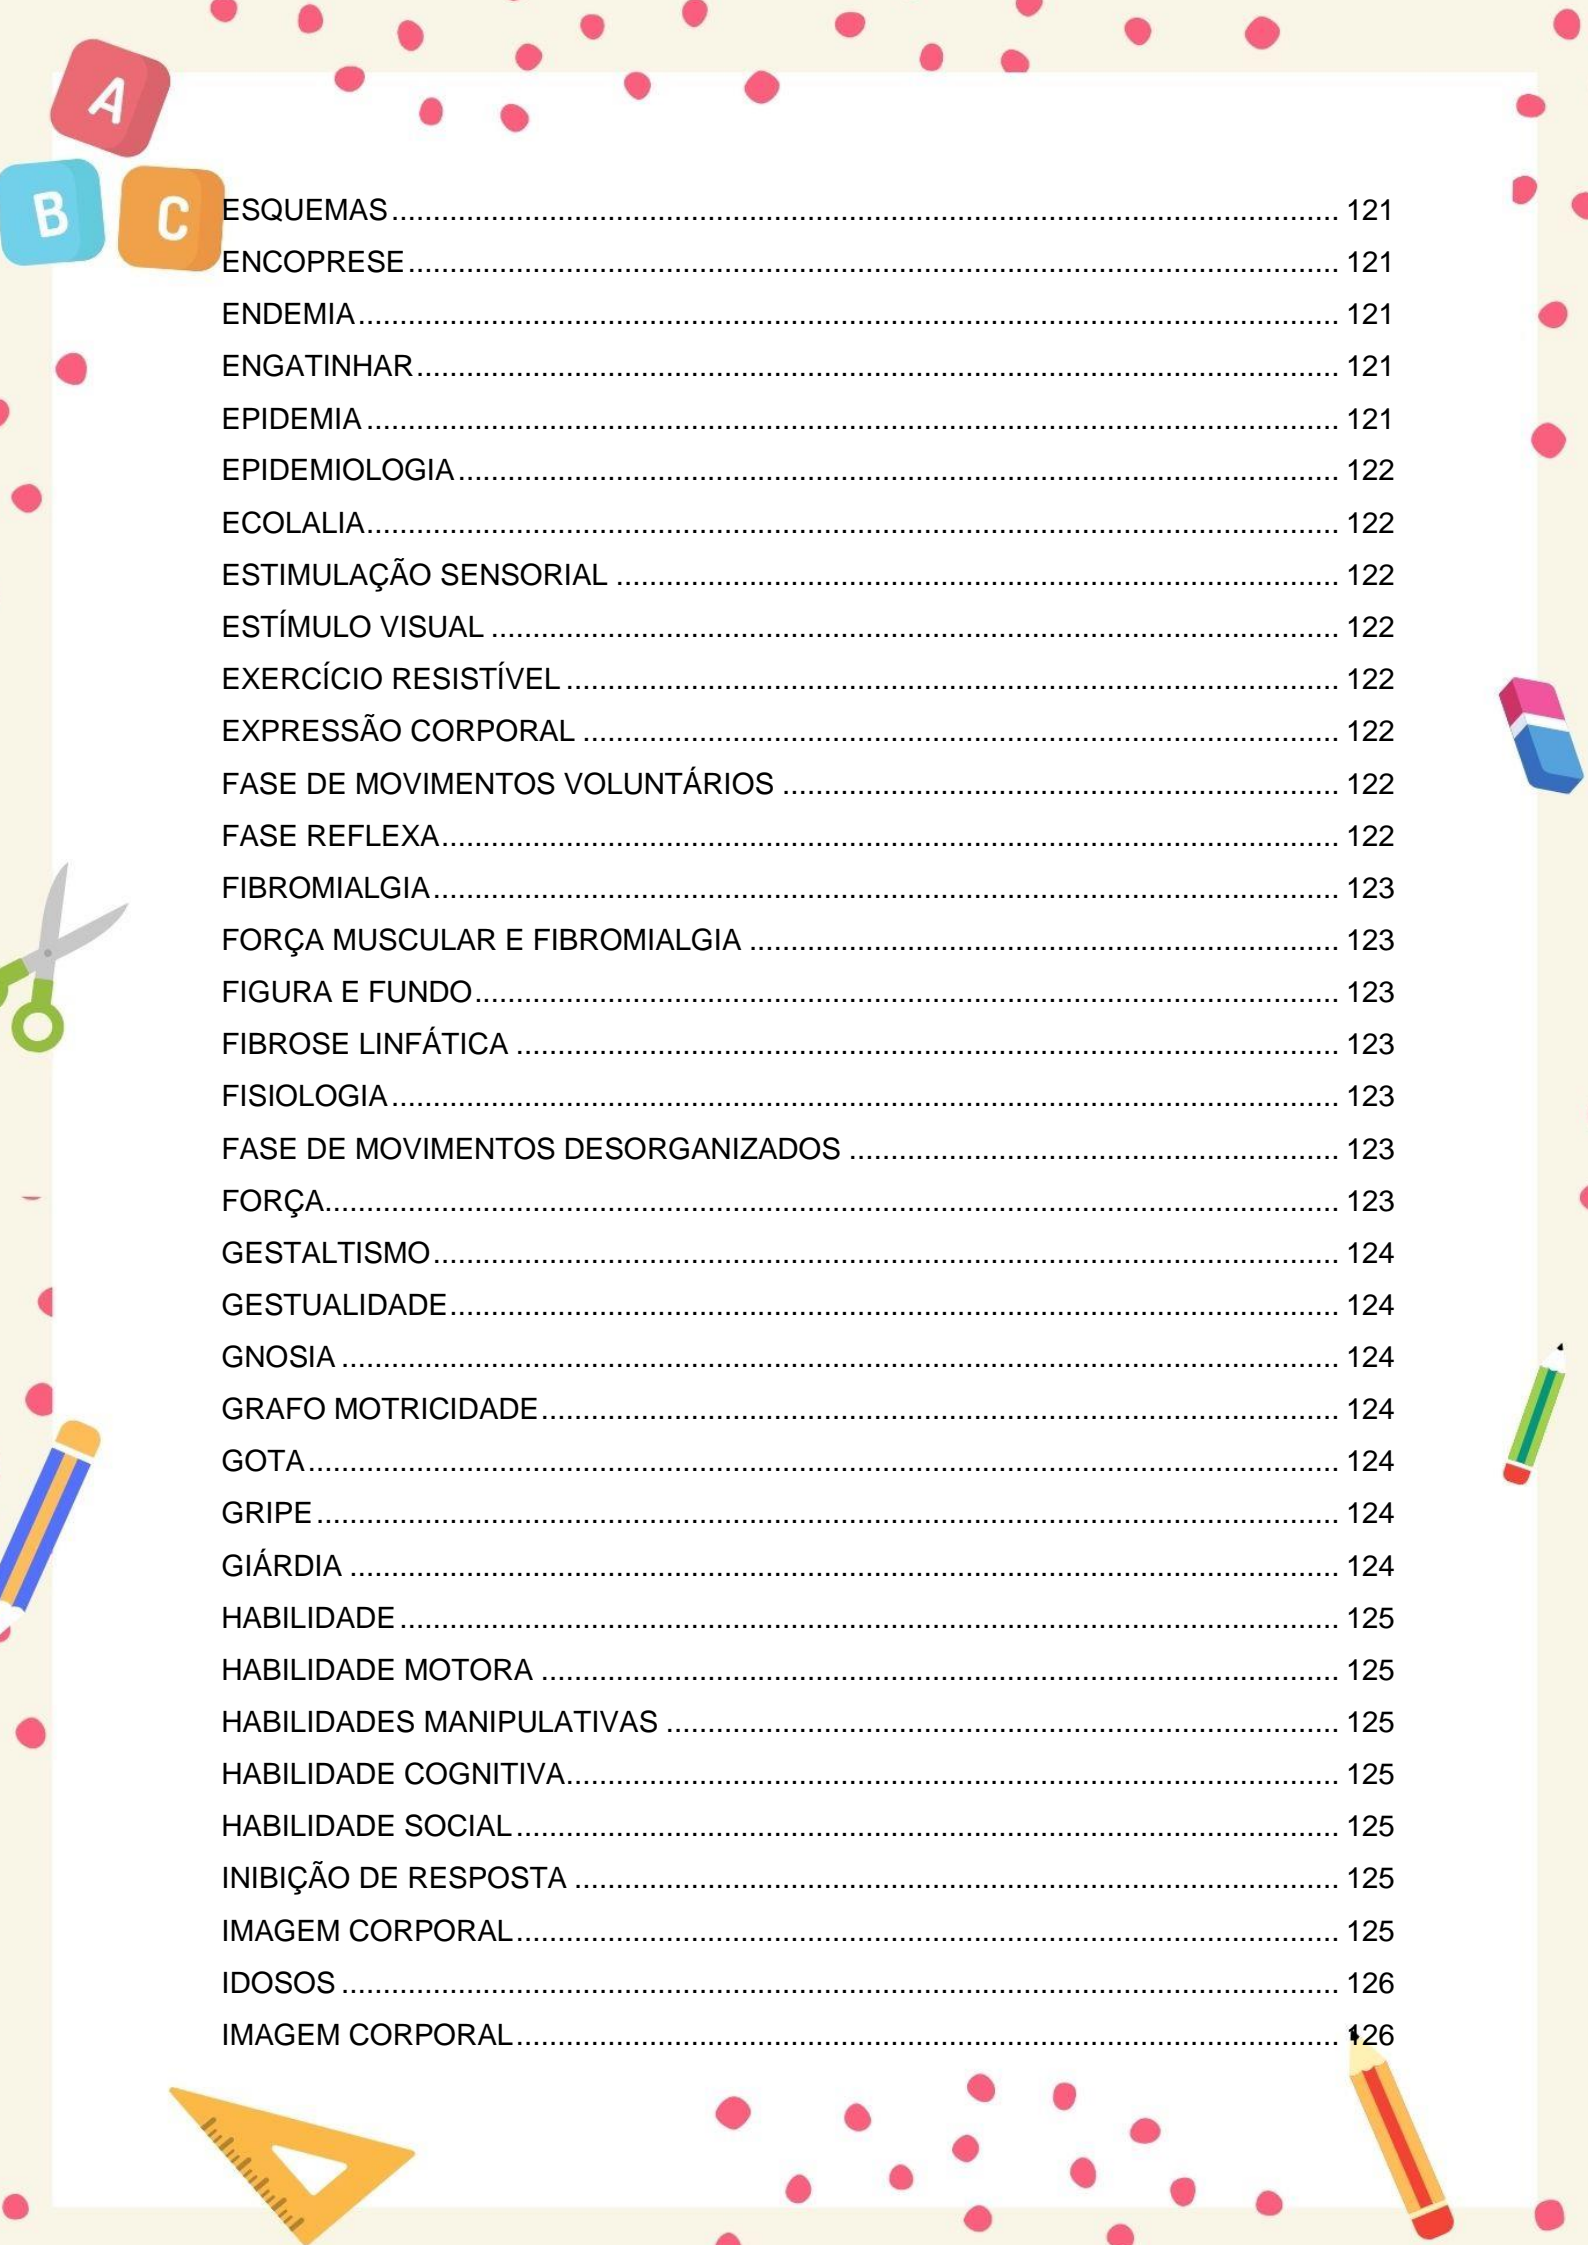 A
B C
ESQUEMAS ........ 121
ENCOPRESE ........ 121
ENDEMIA ........ 121
ENGATINHAR ........ 121
EPIDEMIA ........ 121
EPIDEMIOLOGIA ........ 122
ECOLALIA ........ 122
ESTIMULAÇÃO SENSORIAL ........ 122
ESTÍMULO VISUAL ........ 122
EXERCÍCIO RESISTÍVEL ........ 122
EXPRESSÃO CORPORAL ........ 122
FASE DE MOVIMENTOS VOLUNTÁRIOS ........ 122
FASE REFLEXA ........ 122
FIBROMIALGIA ........ 123
FORÇA MUSCULAR E FIBROMIALGIA ........ 123
FIGURA E FUNDO ........ 123
FIBROSE LINFÁTICA ........ 123
FISIOLOGIA ........ 123
FASE DE MOVIMENTOS DESORGANIZADOS ........ 123
FORÇA ........ 123
GESTALTISMO ........ 124
GESTUALIDADE ........ 124
GNOSIA ........ 124
GRAFO MOTRICIDADE ........ 124
GOTA ........ 124
GRIPE ........ 124
GIÁRDIA ........ 124
HABILIDADE ........ 125
HABILIDADE MOTORA ........ 125
HABILIDADES MANIPULATIVAS ........ 125
HABILIDADE COGNITIVA ........ 125
HABILIDADE SOCIAL ........ 125
INIBIÇÃO DE RESPOSTA ........ 125
IMAGEM CORPORAL ........ 125
IDOSOS ........ 126
IMAGEM CORPORAL ........ 126